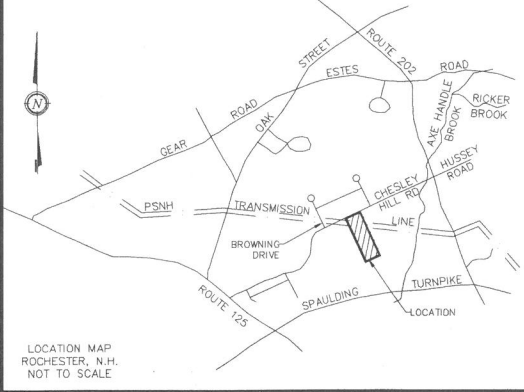 STREET
ROUTE 202
ESTES
ROAD
GEAR
ROAD
OAK
AXE HANDLE
BROOK
RICKER
BROOK
N
PSNH
TRANSMISSION
LINE
CHESLEY
HILL RD.
HUSSEY
ROAD
BROWNING
DRIVE
ROUTE 125
SPAULDING
TURNPIKE
LOCATION
LOCATION MAP
ROCHESTER, N.H.
NOT TO SCALE